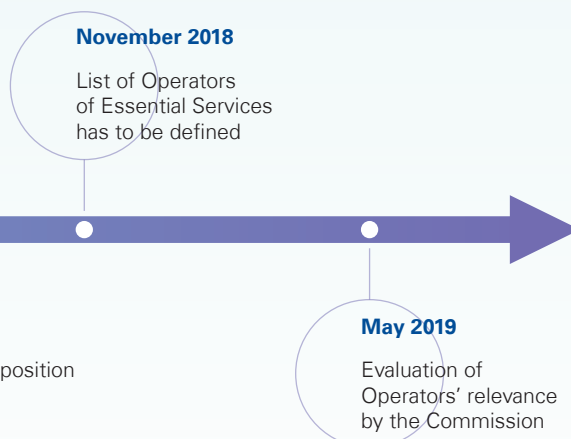 November 2018
List of Operators
of Essential Services
has to be defined
position
May 2019
Evaluation of
Operators’ relevance
by the Commission